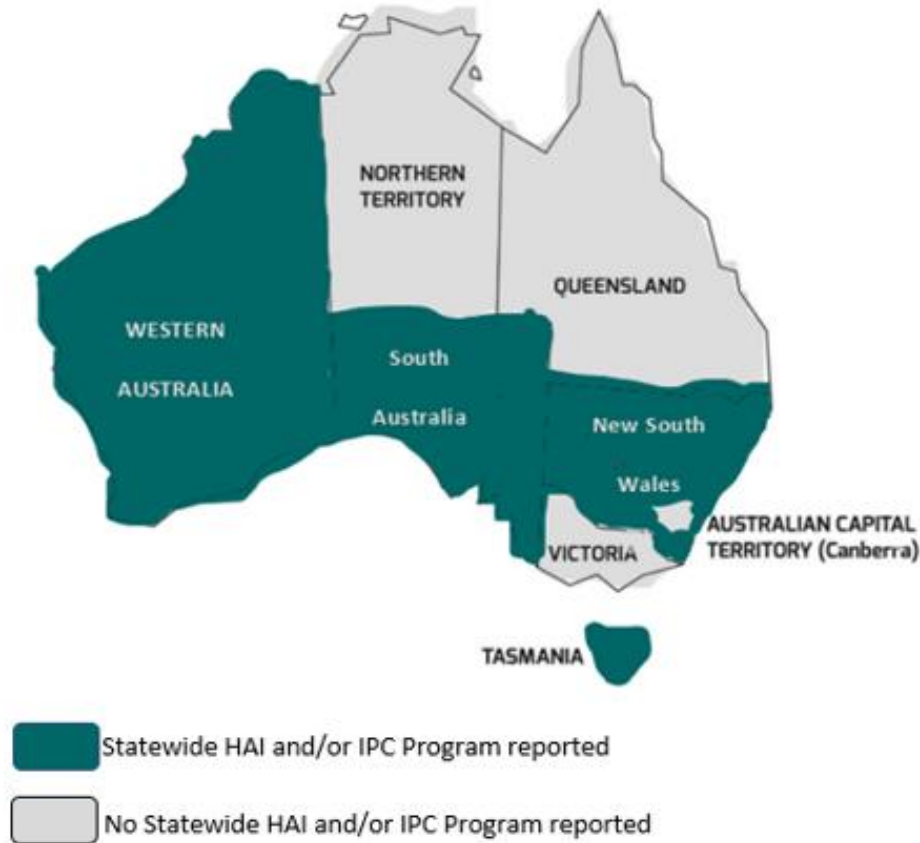 NORTHERN
TERRITORY
QUEENSLAND
WESTERN
AUSTRALIA
South
Australia
New South
Wales
AUSTRALIAN CAPITAL
TERRITORY (Canberra)
VICTORIA
TASMANIA
Statewide HAI and/or IPC Program reported
No Statewide HAI and/or IPC Program reported